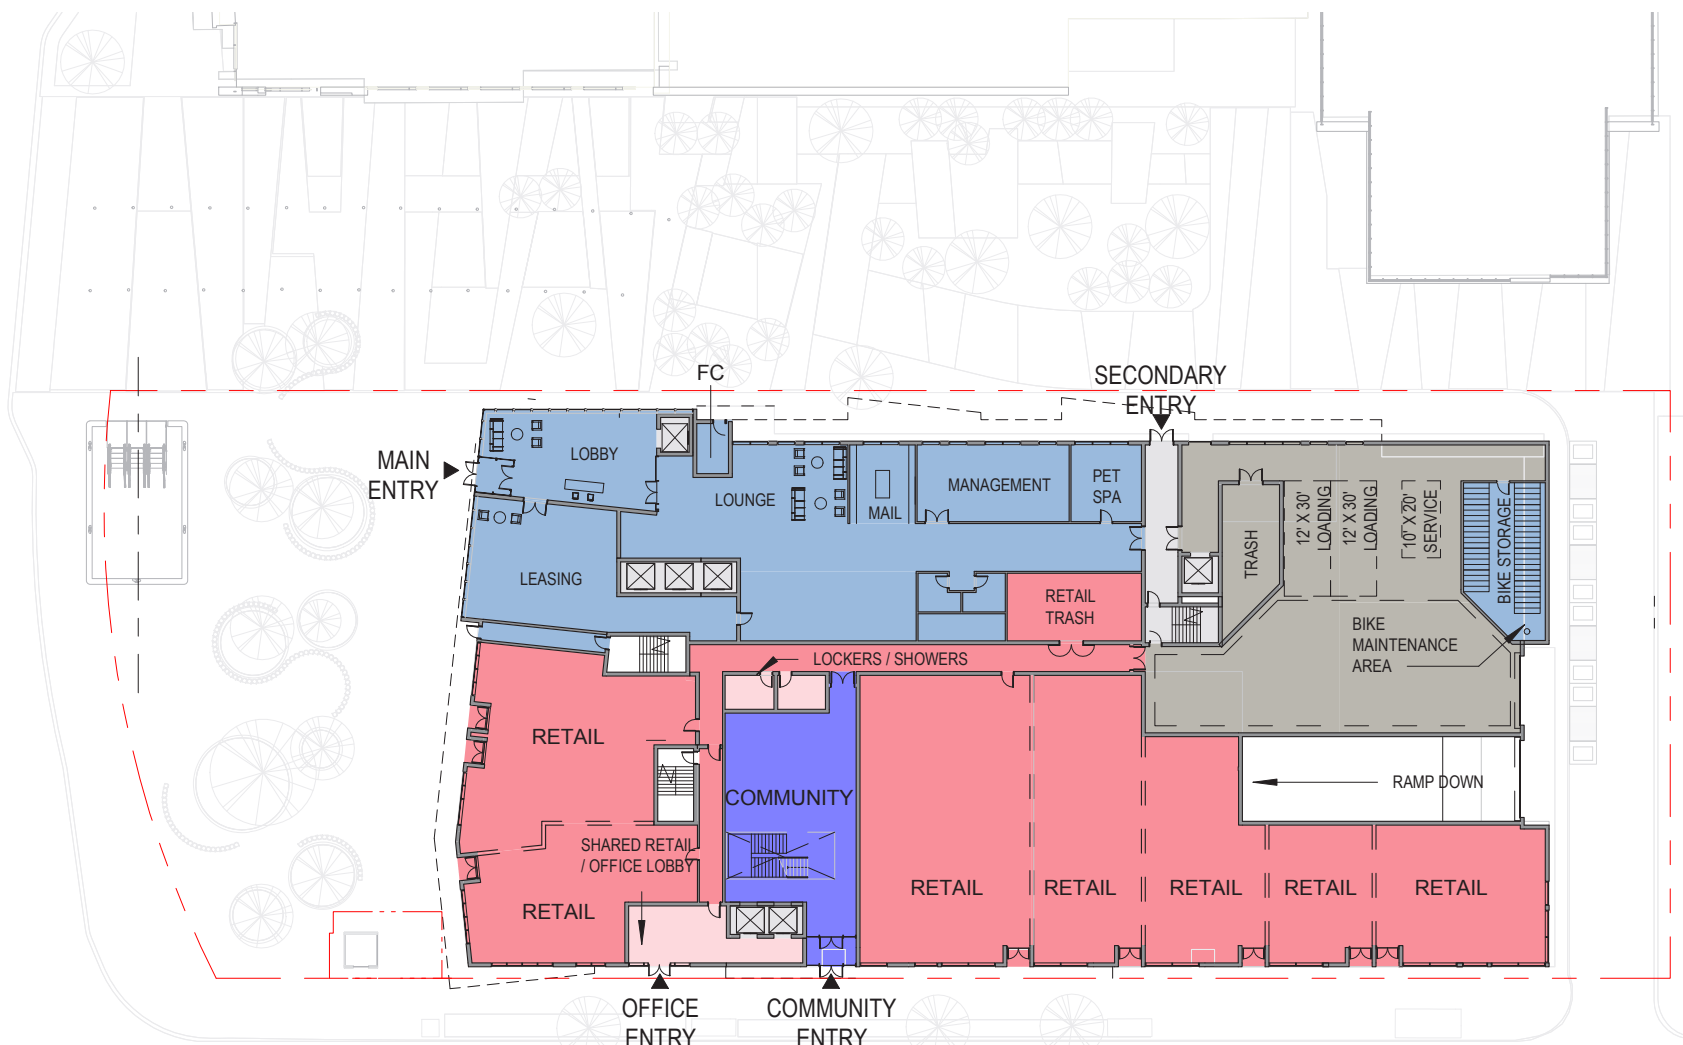 FC
SECONDARY
ENTRY
MAIN
ENTRY
LOBBY
LOUNGE
MAIL
MANAGEMENT
PET
SPA
LEASING
TRASH
12' X 30'
LOADING
12' X 30'
LOADING
10' X 20'
SERVICE
BIKE STORAGE
RETAIL
TRASH
BIKE
MAINTENANCE
AREA
LOCKERS / SHOWERS
RETAIL
COMMUNITY
RAMP DOWN
SHARED RETAIL
/ OFFICE LOBBY
RETAIL
RETAIL
RETAIL
RETAIL
RETAIL
RETAIL
OFFICE
ENTRY
COMMUNITY
ENTRY